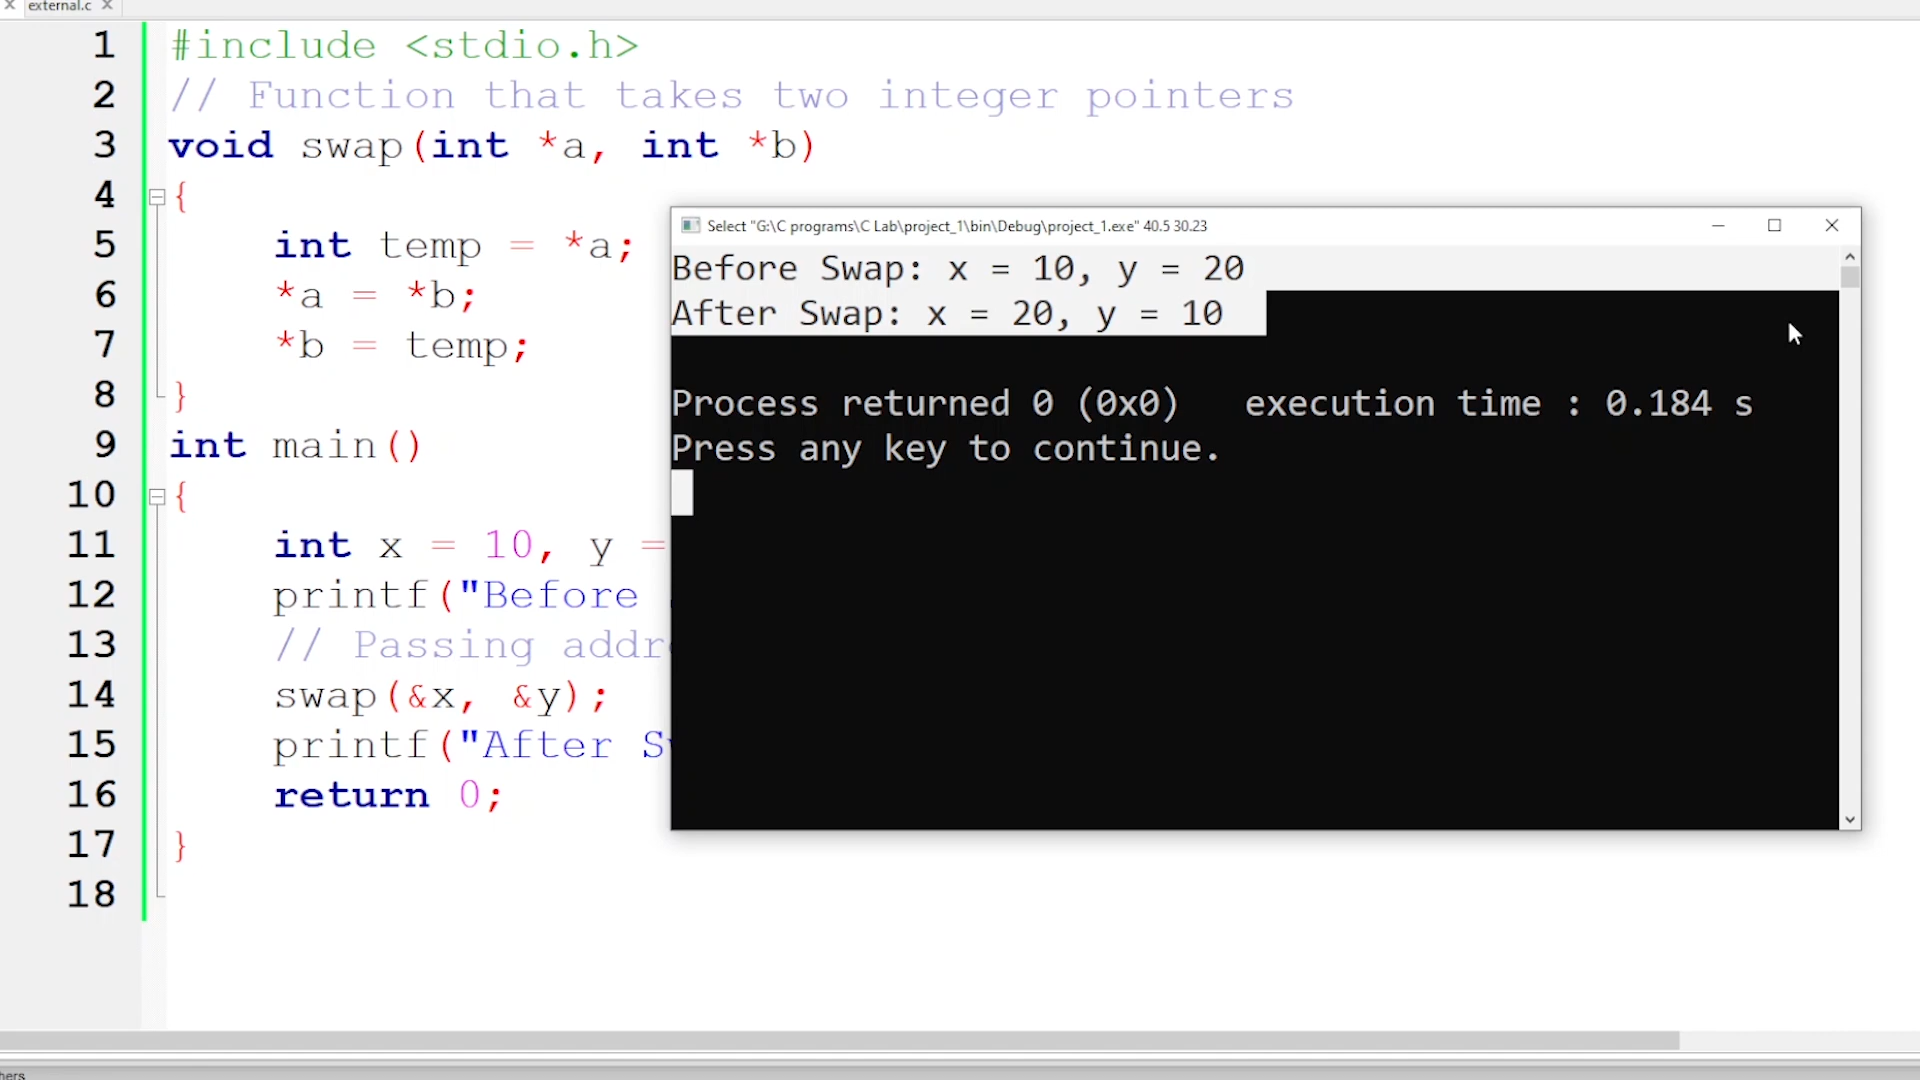 external.c
1 #include <stdio.h>
2 // Function that takes two integer pointers
3 void swap(int *a, int *b)
4 {
5 int temp = *a;
6 *a = *b;
7 *b = temp;
8 }
9 int main()
10 {
11 int x = 10, y =
12 printf("Before
13 // Passing addr
14 swap(&x, &y);
15 printf("After S
16 return 0;
17 }
18
Select "G:\C programs\C Lab\project_1\bin\Debug\project_1.exe" 40.5 30.23
Before Swap: x = 10, y = 20
After Swap: x = 20, y = 10
Process returned 0 (0x0)   execution time : 0.184 s
Press any key to continue.